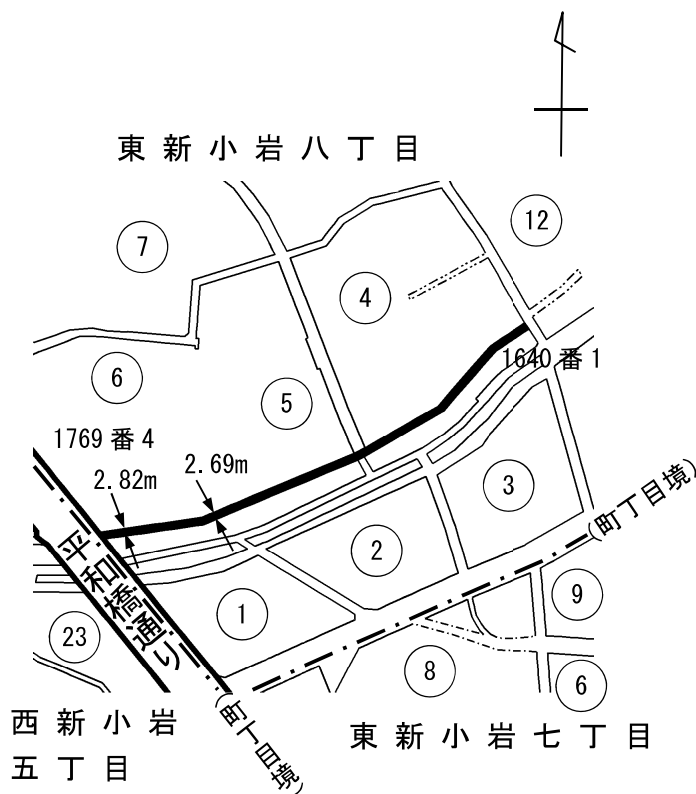 東新小岩八丁目
12
7
4
1640番1
6
5
1769番4
2.69m
2.82m
3
(町丁目境)
平和橋通り
2
9
1
23
8
6
西新小岩
五丁目
(町丁目境)
東新小岩七丁目